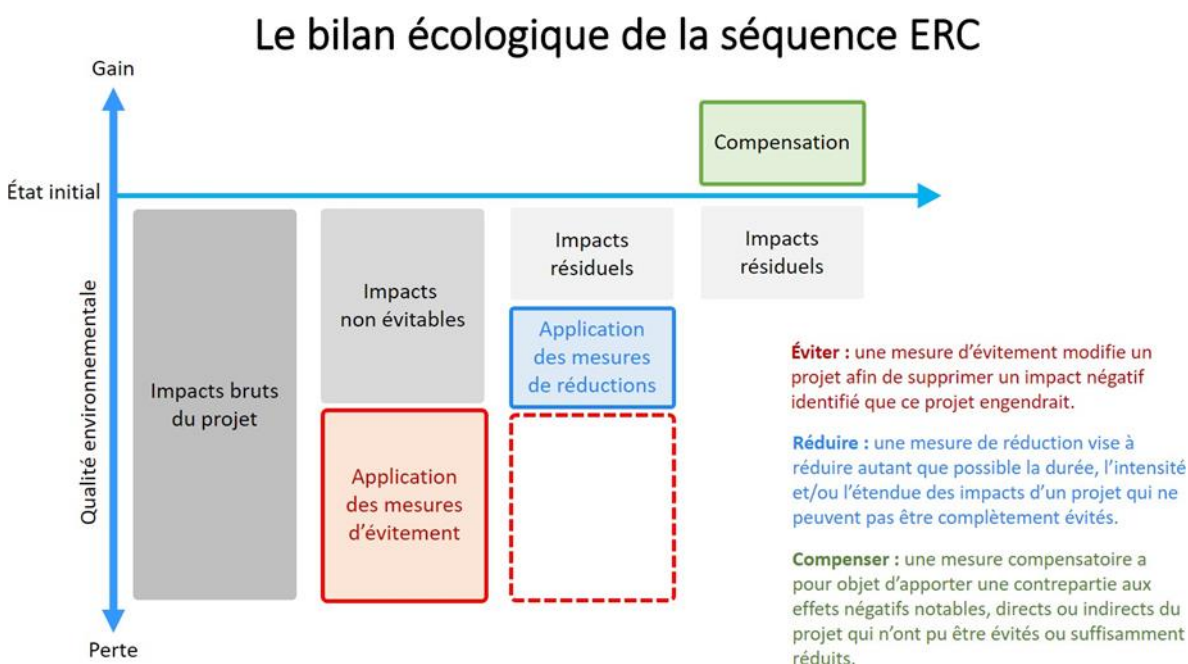 Le bilan écologique de la séquence ERC
Gain
Compensation
État initial
Impacts bruts
du projet
Impacts
non évitables
Application
des mesures
d’évitement
Impacts
résiduels
Application
des mesures
de réductions
Impacts
résiduels
Qualité environnementale
Perte
Éviter : une mesure d’évitement modifie un
projet afin de supprimer un impact négatif
identifié que ce projet engendrait.
Réduire : une mesure de réduction vise à
réduire autant que possible la durée, l’intensité
et/ou l’étendue des impacts d’un projet qui ne
peuvent pas être complètement évités.
Compenser : une mesure compensatoire a
pour objet d’apporter une contrepartie aux
effets négatifs notables, directs ou indirects du
projet qui n’ont pu être évités ou suffisamment
réduits.